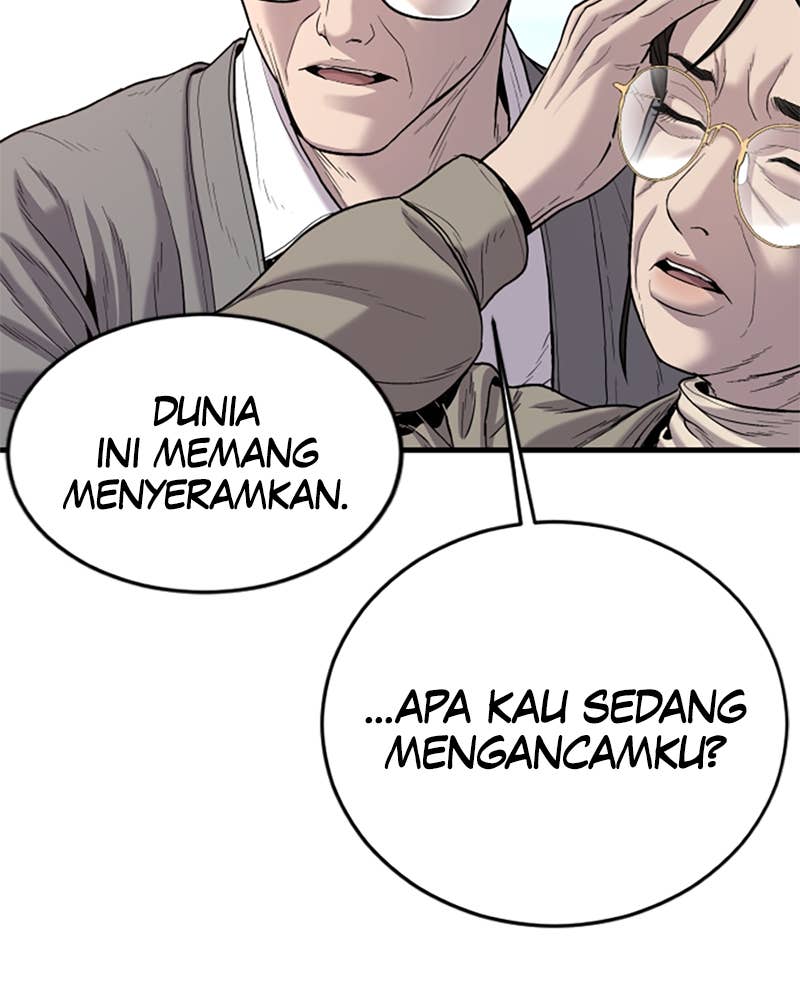 DUNIA
INI MEMANG
MENYERAMKAN.
...APA KAU SEDANG
MENGANCAMKU?